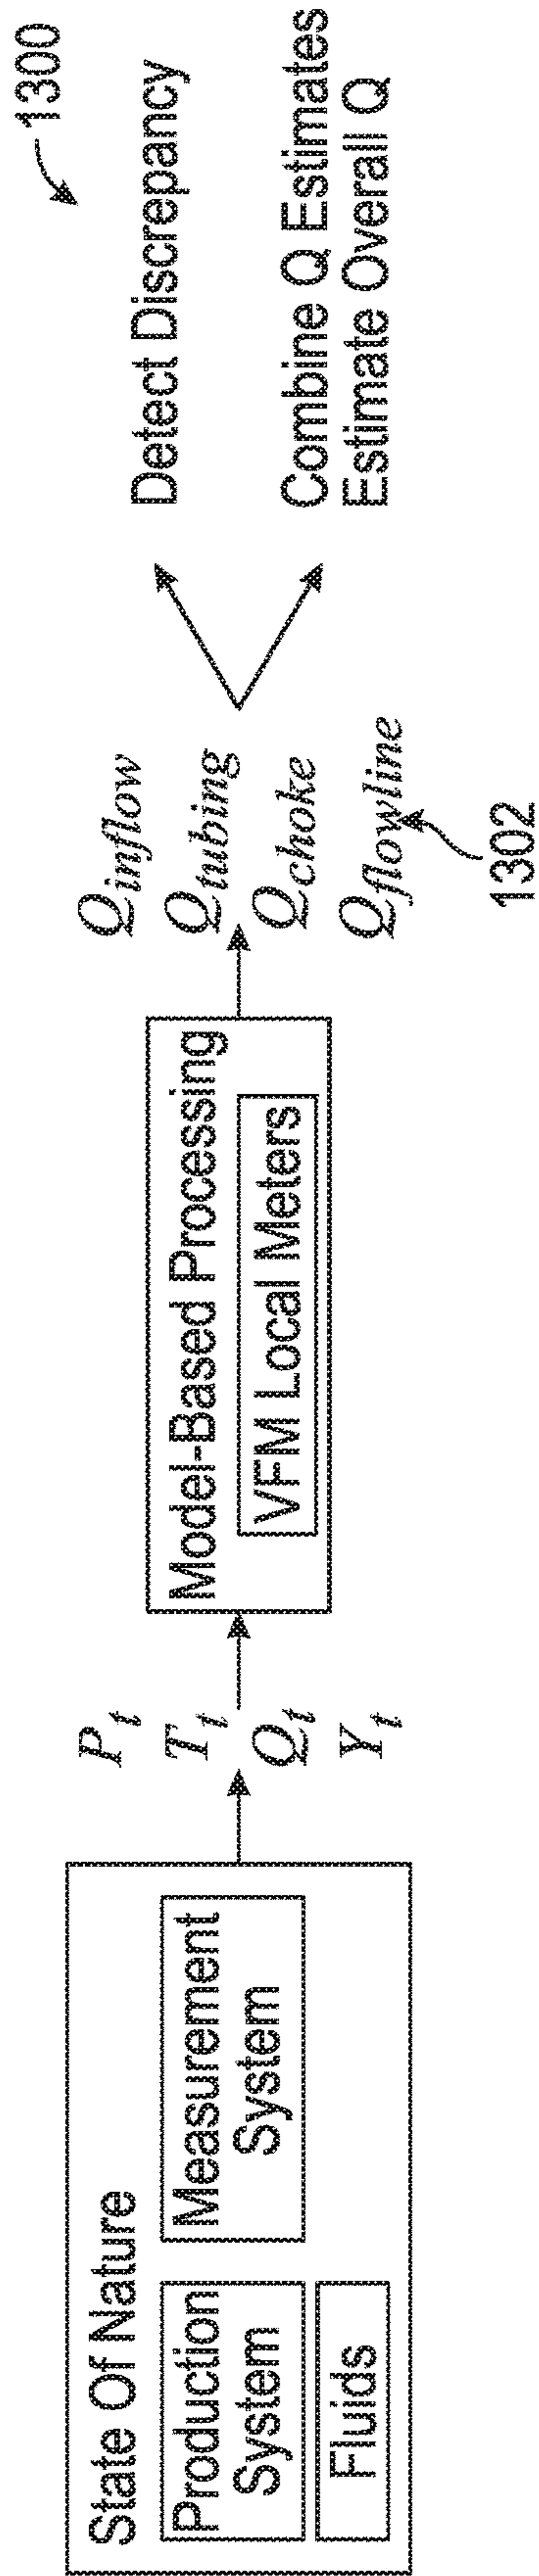 1300
State Of Nature
Production
System
Fluids
Measurement
System
P_t
T_t
Q_t
Y_t
Model-Based Processing
VFM Local Meters
Q_inflow
Q_tubing
Q_choke
Q_flowline
1302
Detect Discrepancy
Combine Q Estimates
Estimate Overall Q